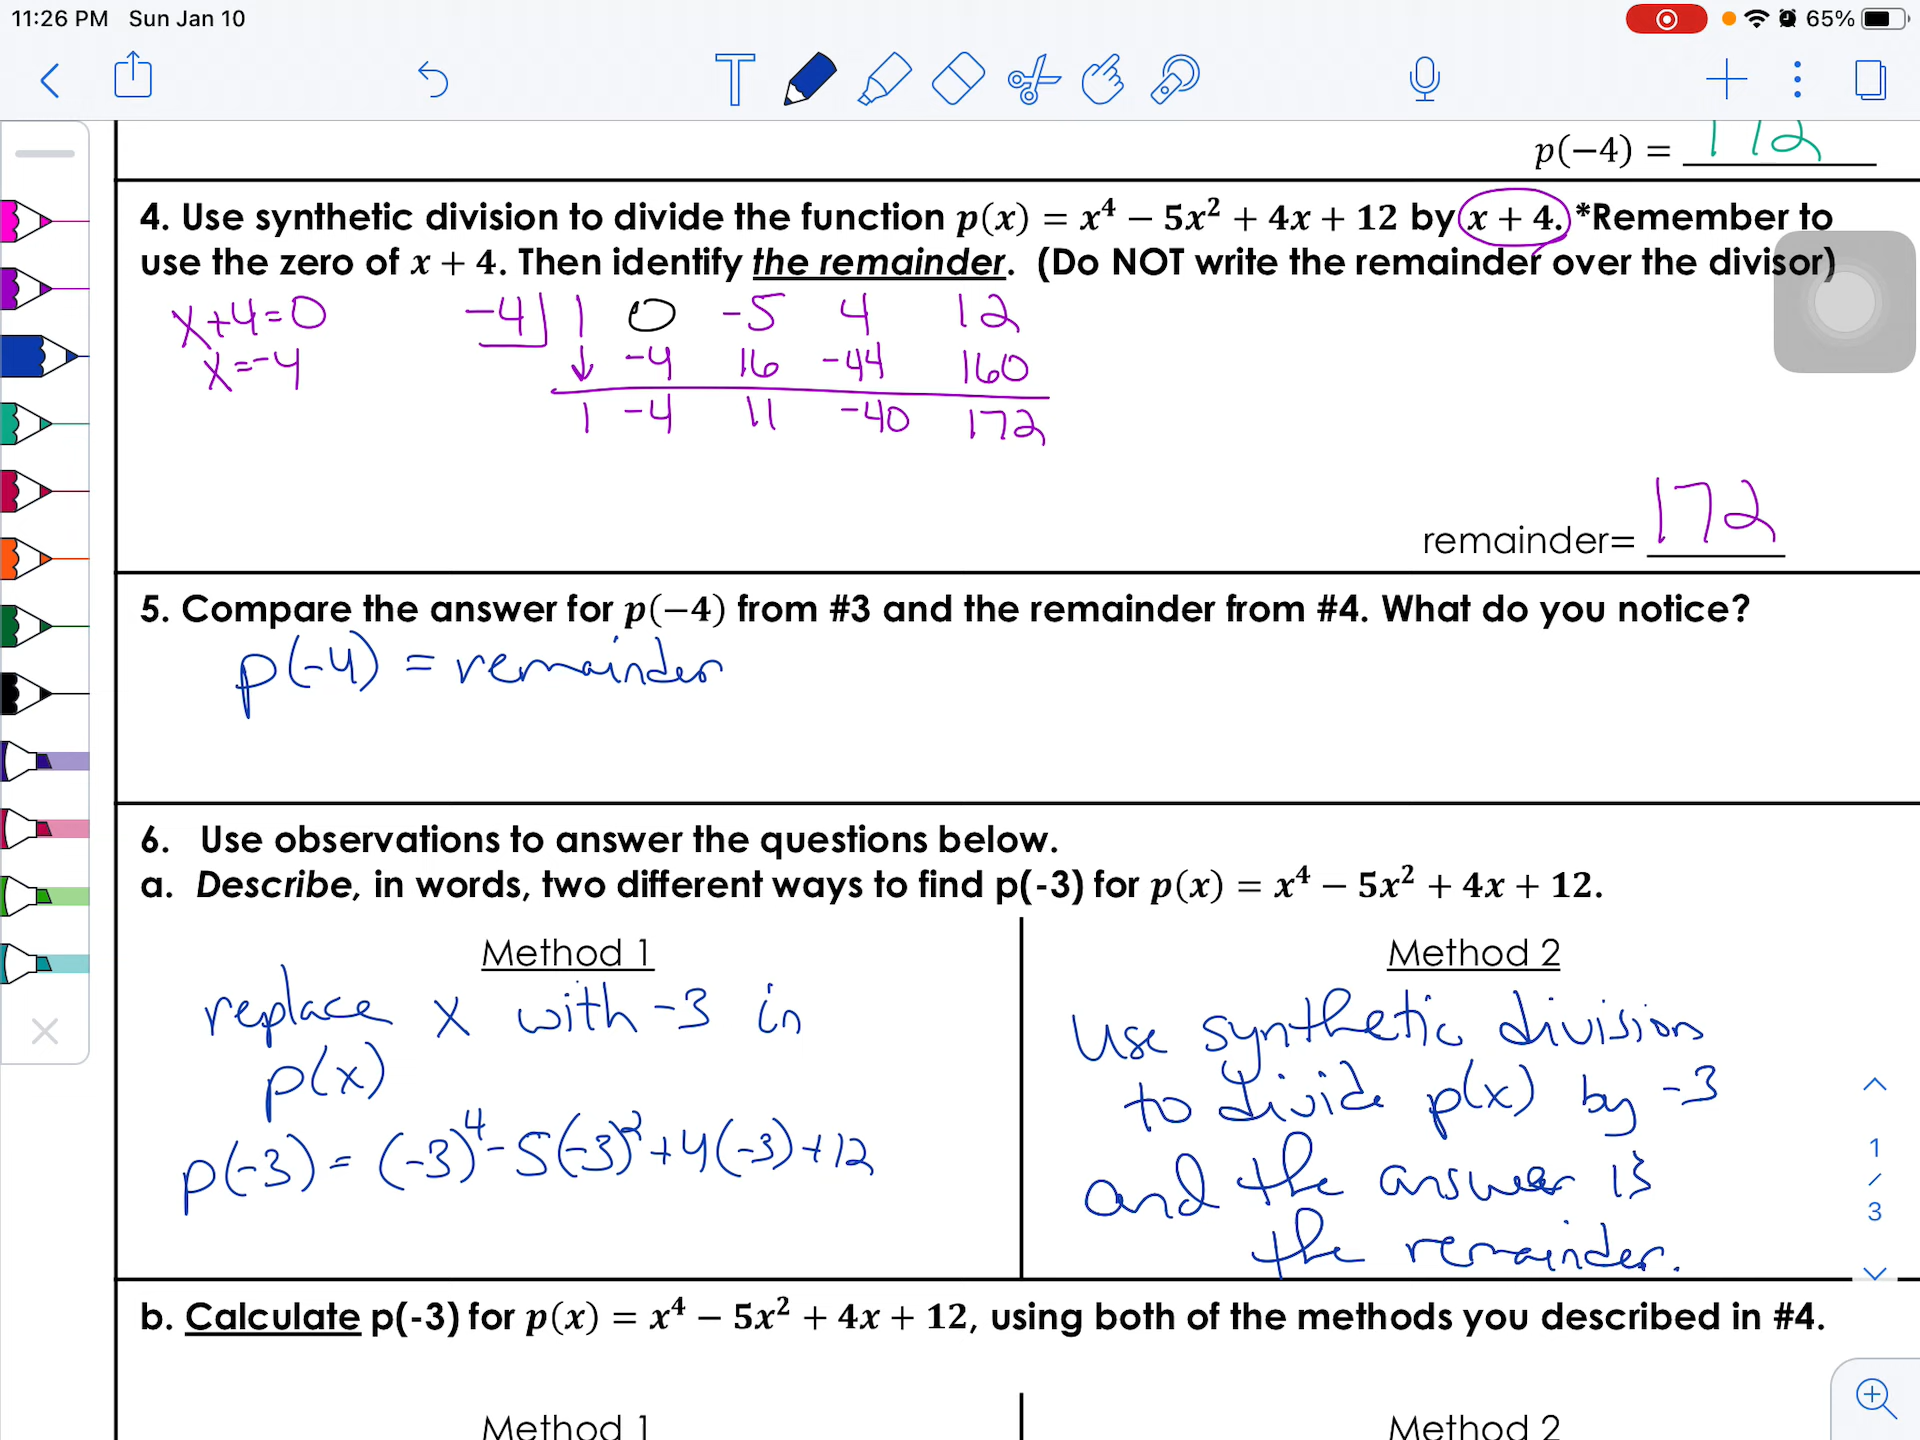 11:26 PM Sun Jan 10
65%
p(−4) = 172
4. Use synthetic division to divide the function p(x) = x⁴ − 5x² + 4x + 12 by x + 4. *Remember to
use the zero of x + 4. Then identify the remainder. (Do NOT write the remainder over the divisor)
x+4=0
x=-4
-4 1 0 -5 4 12
↓ -4 16 -44 160
1 -4 11 -40 172
remainder= 172
5. Compare the answer for p(−4) from #3 and the remainder from #4. What do you notice?
p(-4) = remainder
6. Use observations to answer the questions below.
a. Describe, in words, two different ways to find p(-3) for p(x) = x⁴ − 5x² + 4x + 12.
Method 1
replace x with -3 in
p(x)
p(-3) = (-3)⁴ - 5(-3)² + 4(-3) + 12
Method 2
Use synthetic division
to divide p(x) by -3
and the answer is
the remainder.
1
/
3
b. Calculate p(-3) for p(x) = x⁴ − 5x² + 4x + 12, using both of the methods you described in #4.
Method 1
Method 2